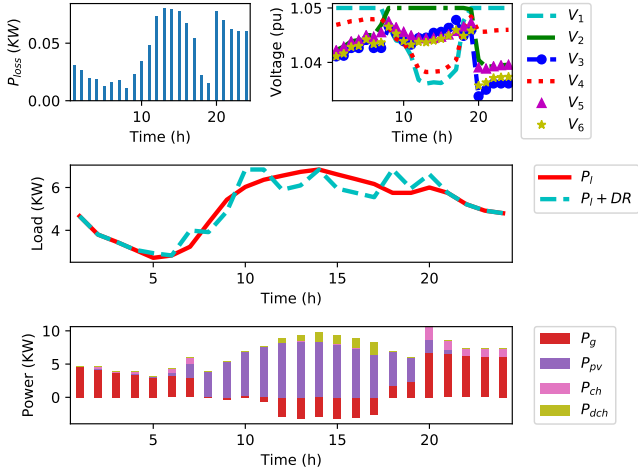 0.05
0.00
P_loss (KW)
10
20
Time (h)
1.05
1.04
Voltage (pu)
10
20
Time (h)
V_1
V_2
V_3
V_4
V_5
V_6
6
4
Load (KW)
5
10
15
20
Time (h)
P_l
P_l + DR
10
5
0
Power (KW)
5
10
15
20
Time (h)
P_g
P_pv
P_ch
P_dch